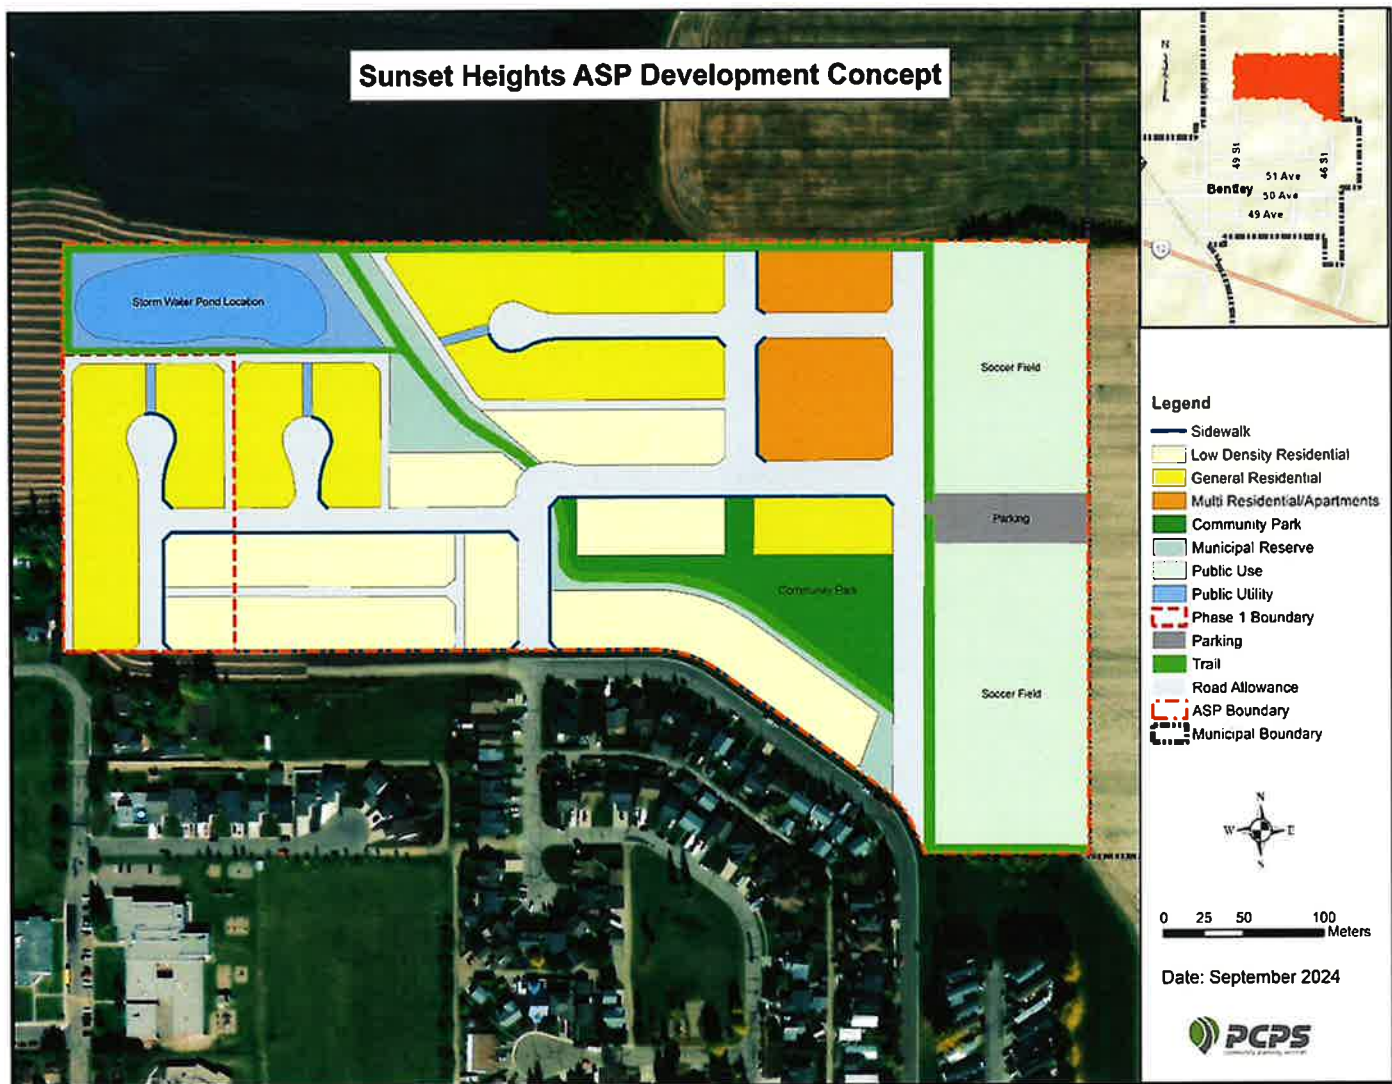 Sunset Heights ASP Development Concept
N
49 St
46 St
51 Ave
Bentley
50 Ave
49 Ave
12
Storm Water Pond Location
Soccer Field
Parking
Community Park
Soccer Field
Legend
Sidewalk
Low Density Residential
General Residential
Multi Residential/Apartments
Community Park
Municipal Reserve
Public Use
Public Utility
Phase 1 Boundary
Parking
Trail
Road Allowance
ASP Boundary
Municipal Boundary
N
W E
S
0 25 50 100
Meters
Date: September 2024
PCPS